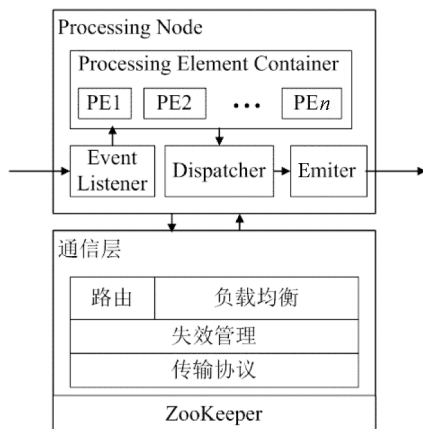 Processing Node
Processing Element Container
PE1 PE2 ••• PEn
Event
Listener
Dispatcher
Emiter
通信层
路由 负载均衡
失效管理
传输协议
ZooKeeper